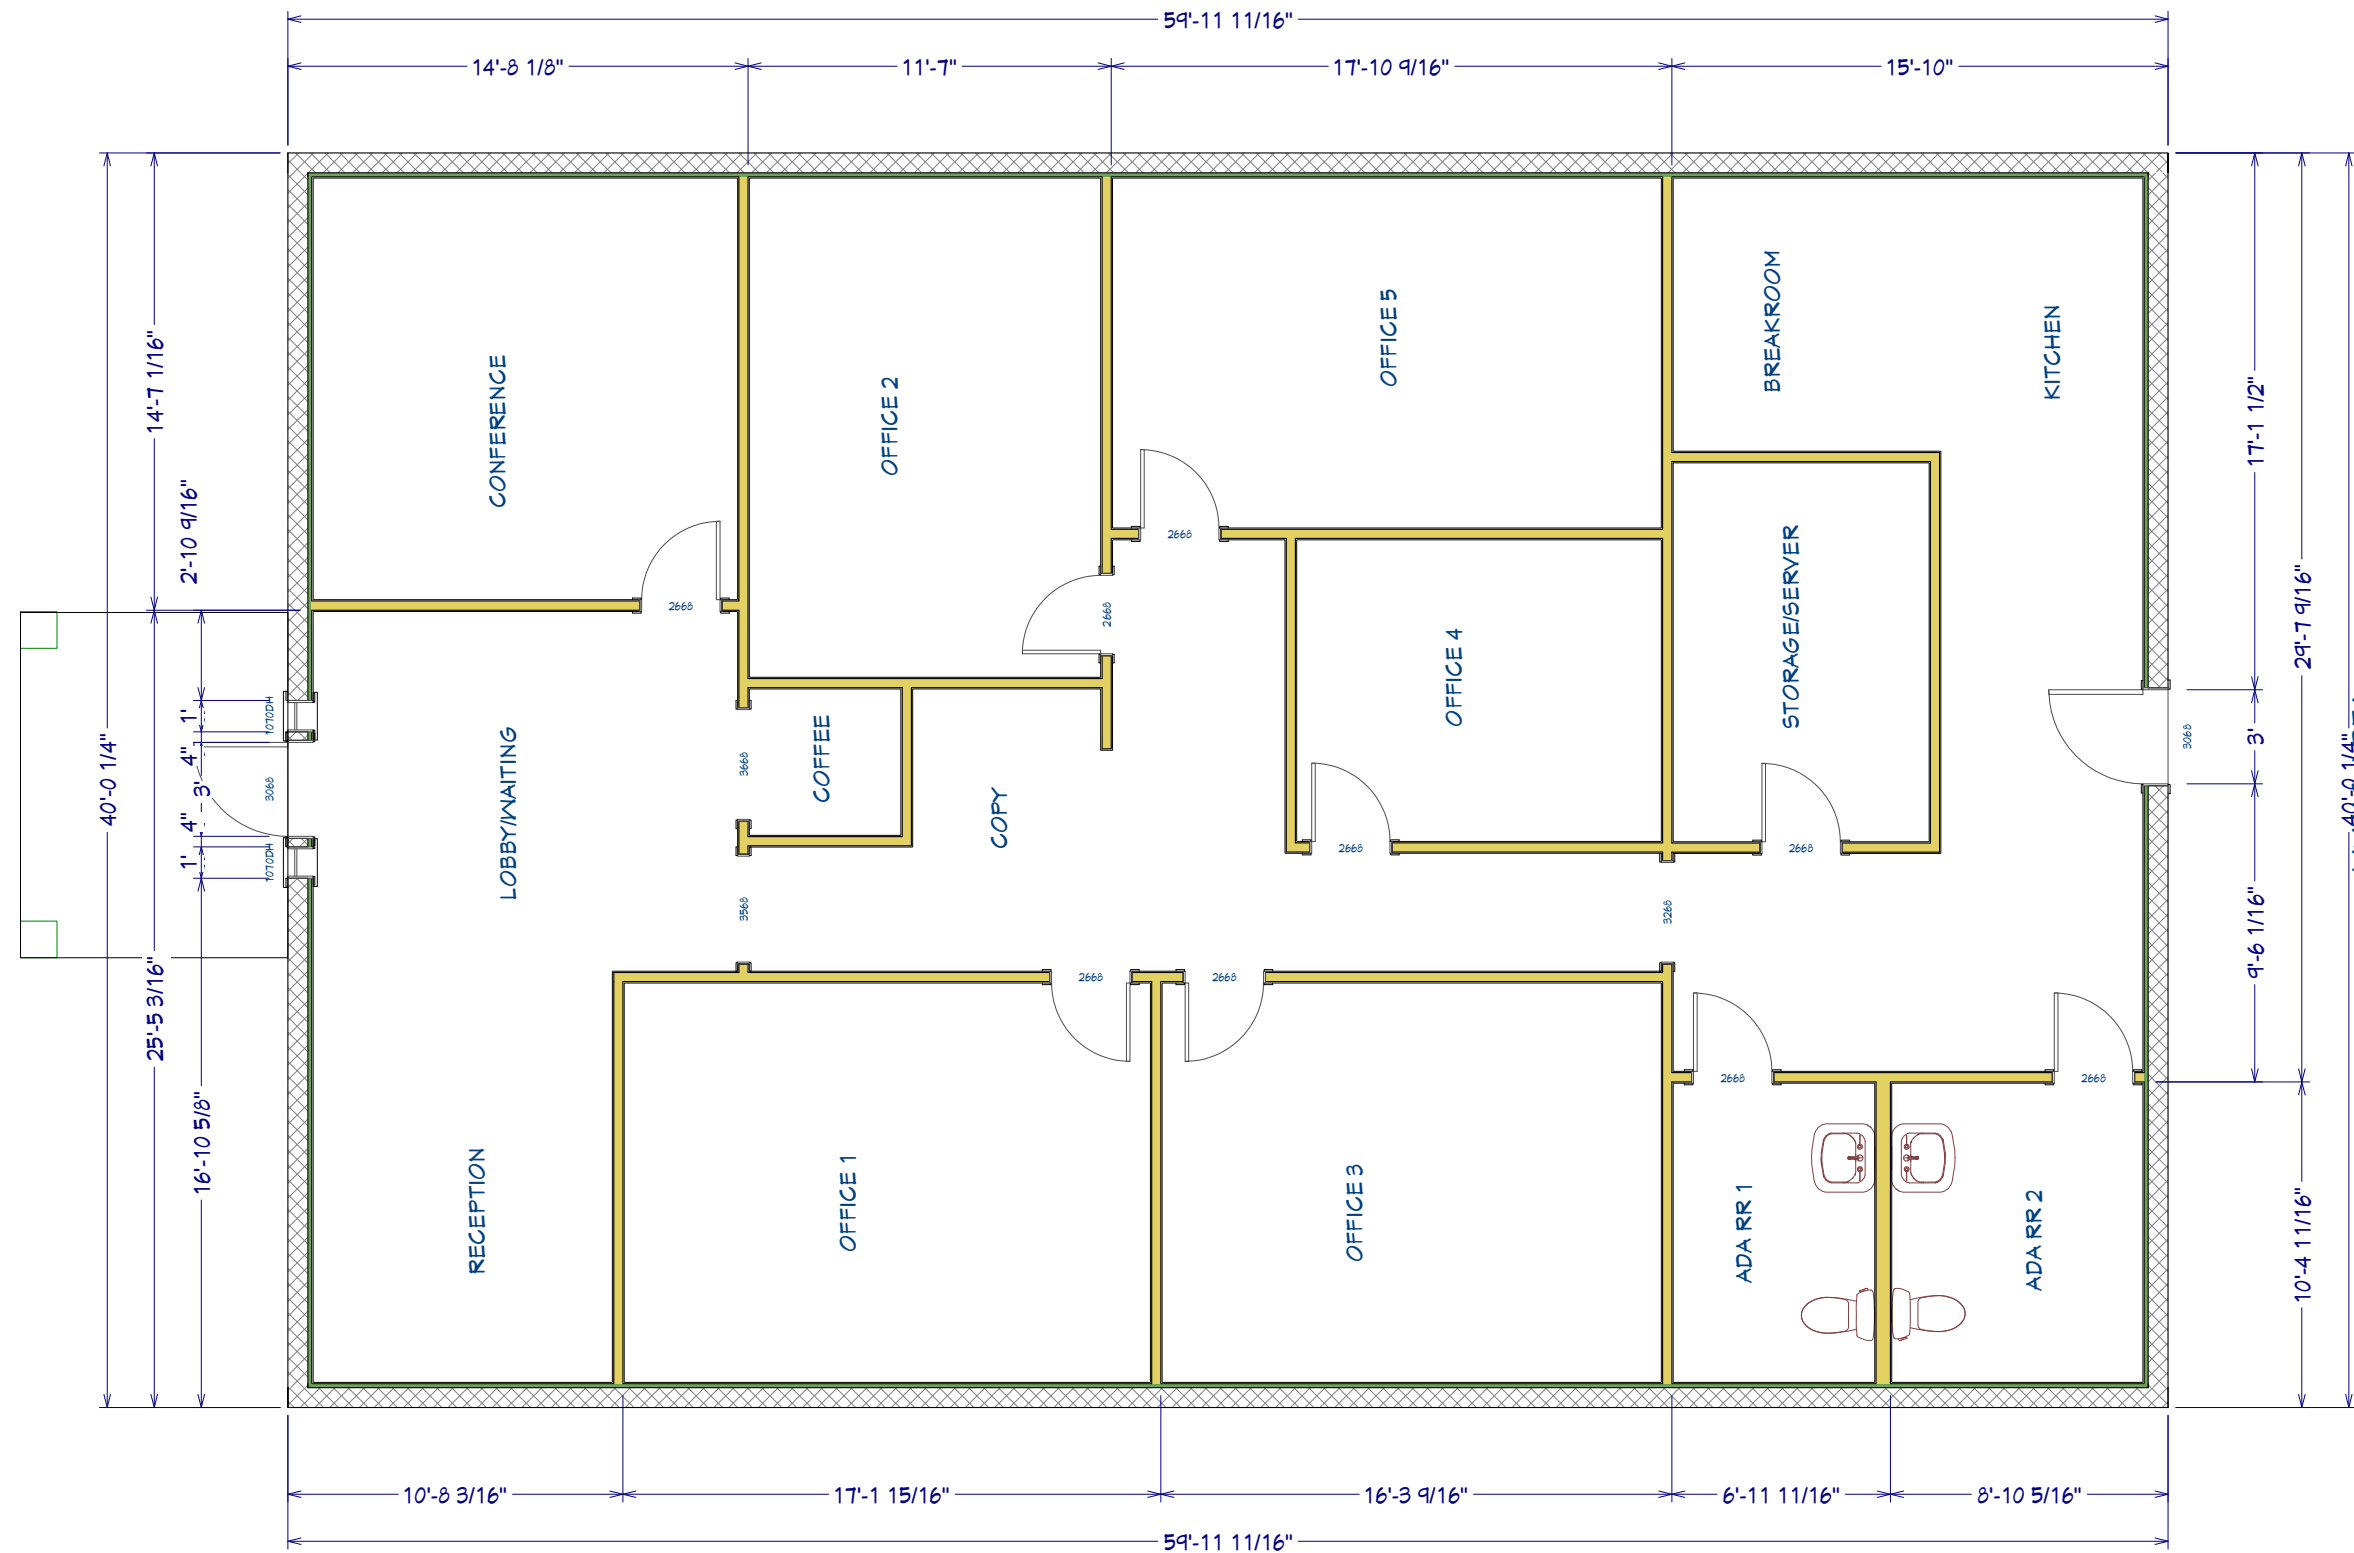 59'-11 11/16"
14'-8 1/8"
11'-7"
17'-10 9/16"
15'-10"
40'-0 1/4"
14'-7 1/16"
25'-5 3/16"
2'-10 9/16"
1'
4"
3'
4"
1'
16'-10 5/8"
1070DH
3068
1070DH
CONFERENCE
2668
OFFICE 2
2668
OFFICE 5
2668
BREAKROOM
KITCHEN
LOBBY/WAITING
3668
COFFEE
COPY
OFFICE 4
2668
STORAGE/SERVER
2668
3068
3568
3268
RECEPTION
2668
OFFICE 1
2668
OFFICE 3
2668
ADA RR 1
2668
ADA RR 2
17'-1 1/2"
3'
9'-6 1/16"
29'-7 9/16"
10'-4 11/16"
40'-0 1/4"
10'-8 3/16"
17'-1 15/16"
16'-3 9/16"
6'-11 11/16"
8'-10 5/16"
59'-11 11/16"